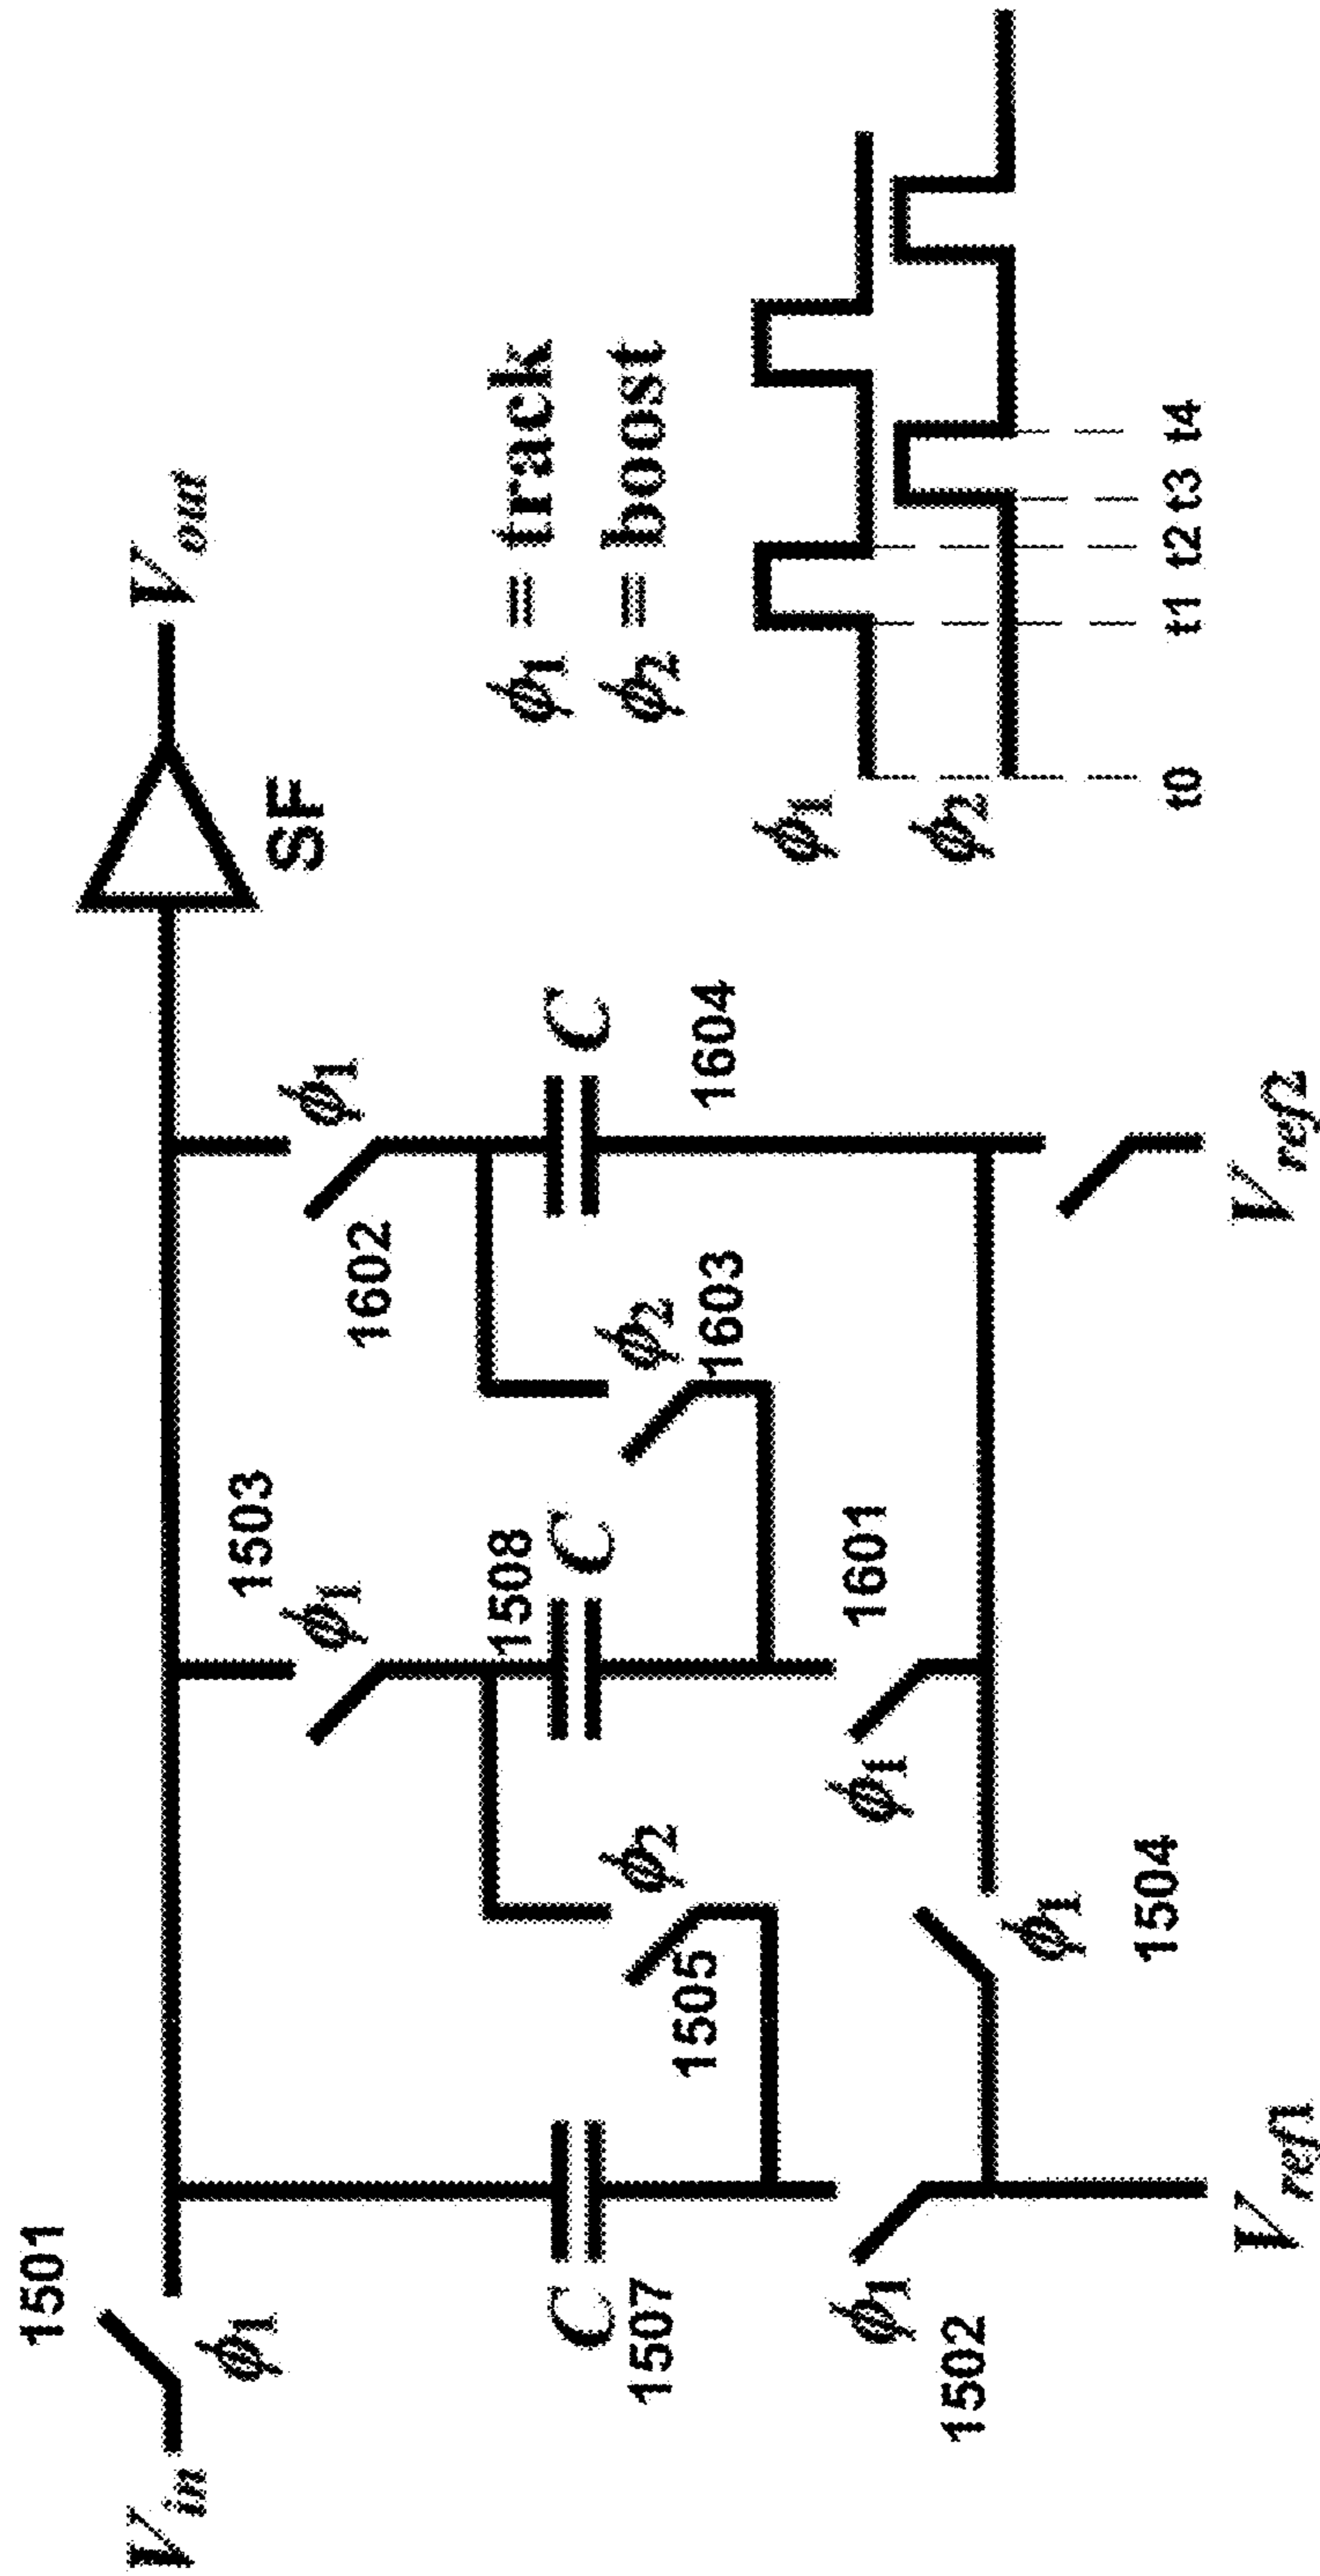 1501
V_in
ϕ1
C
1507
ϕ1
1502
V_ref1
1505
ϕ2
1503
ϕ1
1508
C
ϕ1
1601
ϕ1
1504
1602
ϕ1
ϕ2
1603
C
1604
V_ref2
SF
V_out
ϕ1 = track
ϕ2 = boost
ϕ1
ϕ2
t0 t1 t2 t3 t4